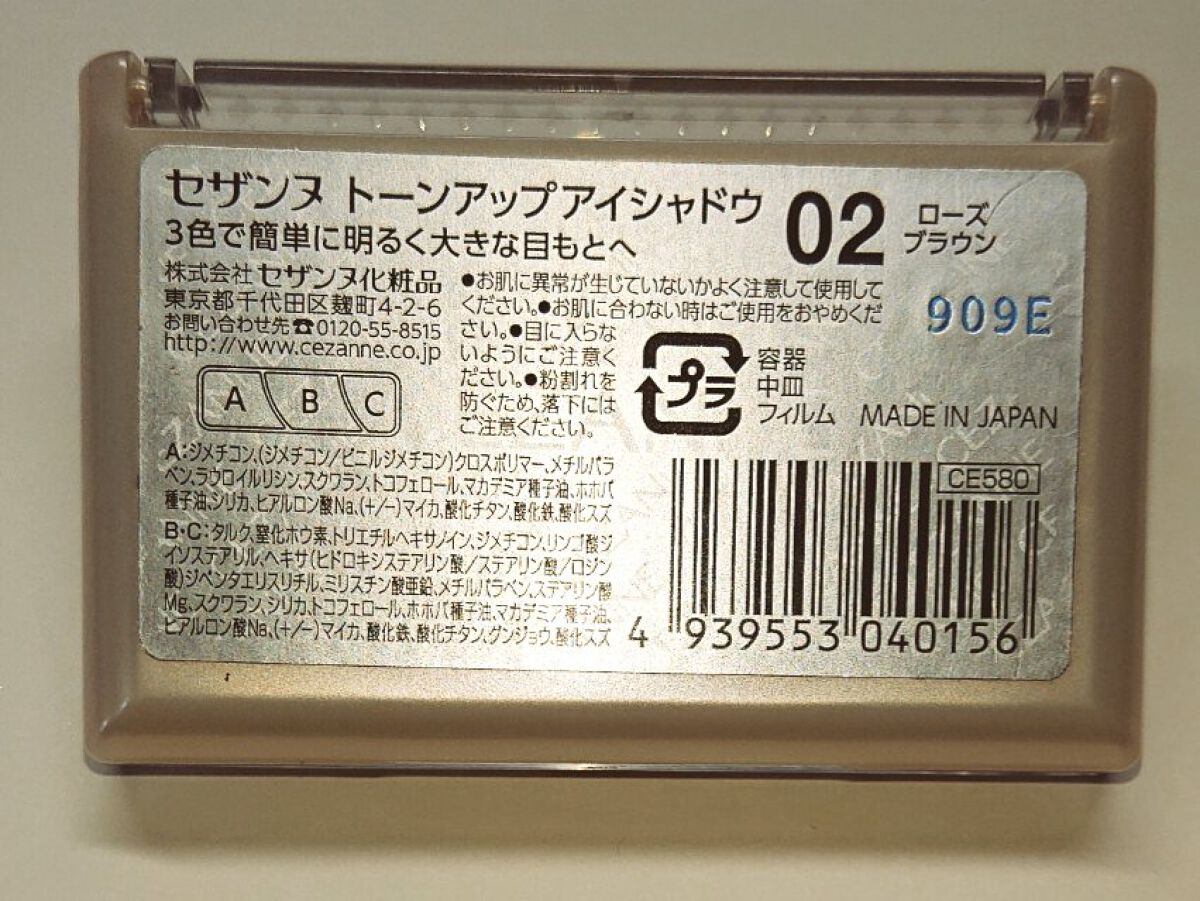 セザンヌ トーンアップアイシャドウ
3色で簡単に明るく大きな目もとへ
02
ローズ
ブラウン
株式会社 セザンヌ化粧品
東京都千代田区麹町4-2-6
お問い合わせ先☎0120-55-8515
http://www.cezanne.co.jp
●お肌に異常が生じていないかよく注意して使用して
ください。●お肌に合わない時はご使用をおやめくだ
さい。●目に入らな
いようにご注意く
ださい。●粉割れを
防ぐため、落下には
ご注意ください。
909E
A B C
プラ
容器
中皿
フィルム
MADE IN JAPAN
A:ジメチコン、(ジメチコン/ビニルジメチコン)クロスポリマー、メチルパラ
ベン、ラウロイルリシン、スクワラン、トコフェロール、マカデミア種子油、ホホバ
種子油、シリカ、ヒアルロン酸Na、(+/-)マイカ、酸化チタン、酸化鉄、酸化スズ
B・C:タルク、窒化ホウ素、トリエチルヘキサノイン、ジメチコン、リンゴ酸ジ
イソステアリル、ヘキサ(ヒドロキシステアリン酸/ステアリン酸/ロジン
酸)ジペンタエリスリチル、ミリスチン酸亜鉛、メチルパラベン、ステアリン酸
Mg、スクワラン、シリカ、トコフェロール、ホホバ種子油、マカデミア種子油、
ヒアルロン酸Na、(+/-)マイカ、酸化鉄、酸化チタン、グンジョウ、酸化スズ
CE580
4 939553 040156